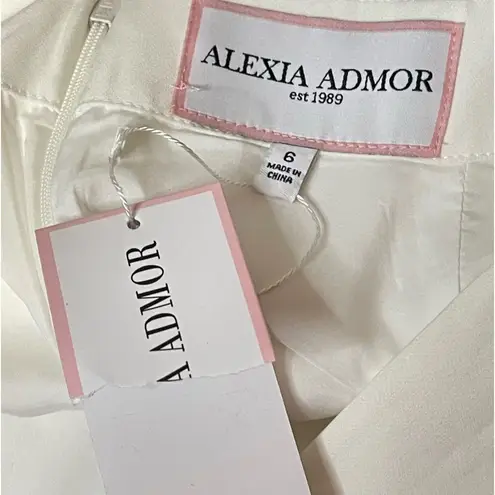 ALEXIA ADMOR
est 1989
6
MADE IN
CHINA
A ADMOR